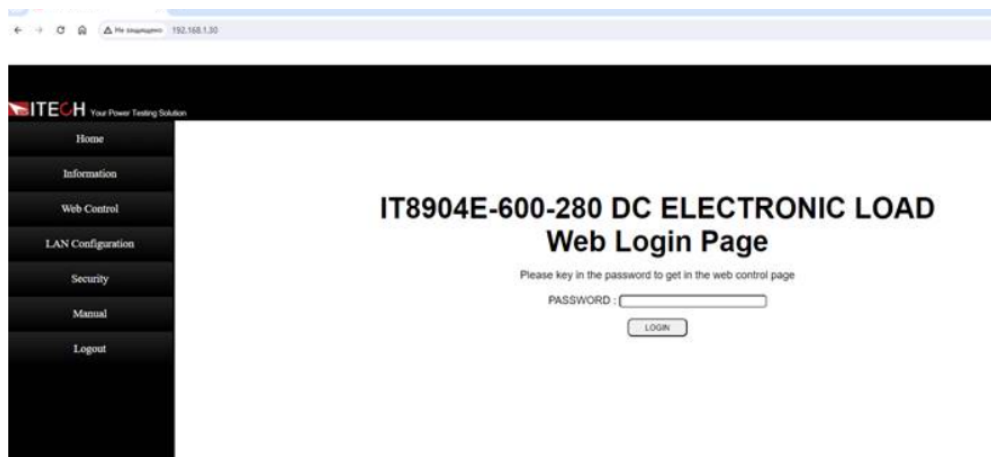 Не защищено 192.168.1.30
ITECH Your Power Testing Solution
Home
Information
Web Control
LAN Configuration
Security
Manual
Logout
IT8904E-600-280 DC ELECTRONIC LOAD
Web Login Page
Please key in the password to get in the web control page
PASSWORD :
LOGIN